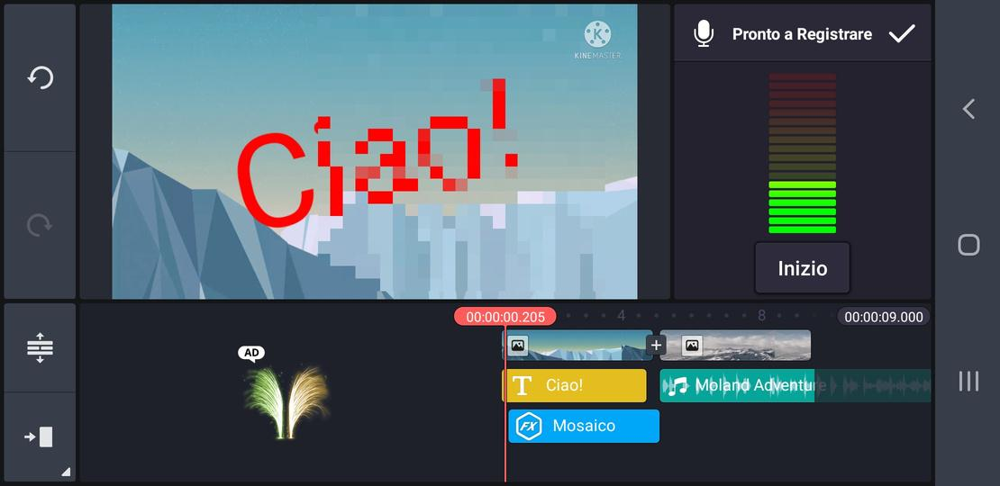 KINEMASTER
Ciao!
Pronto a Registrare
Inizio
00:00:00.205
4
8
00:00:09.000
AD
T Ciao!
Moland Adventure
FX Mosaico